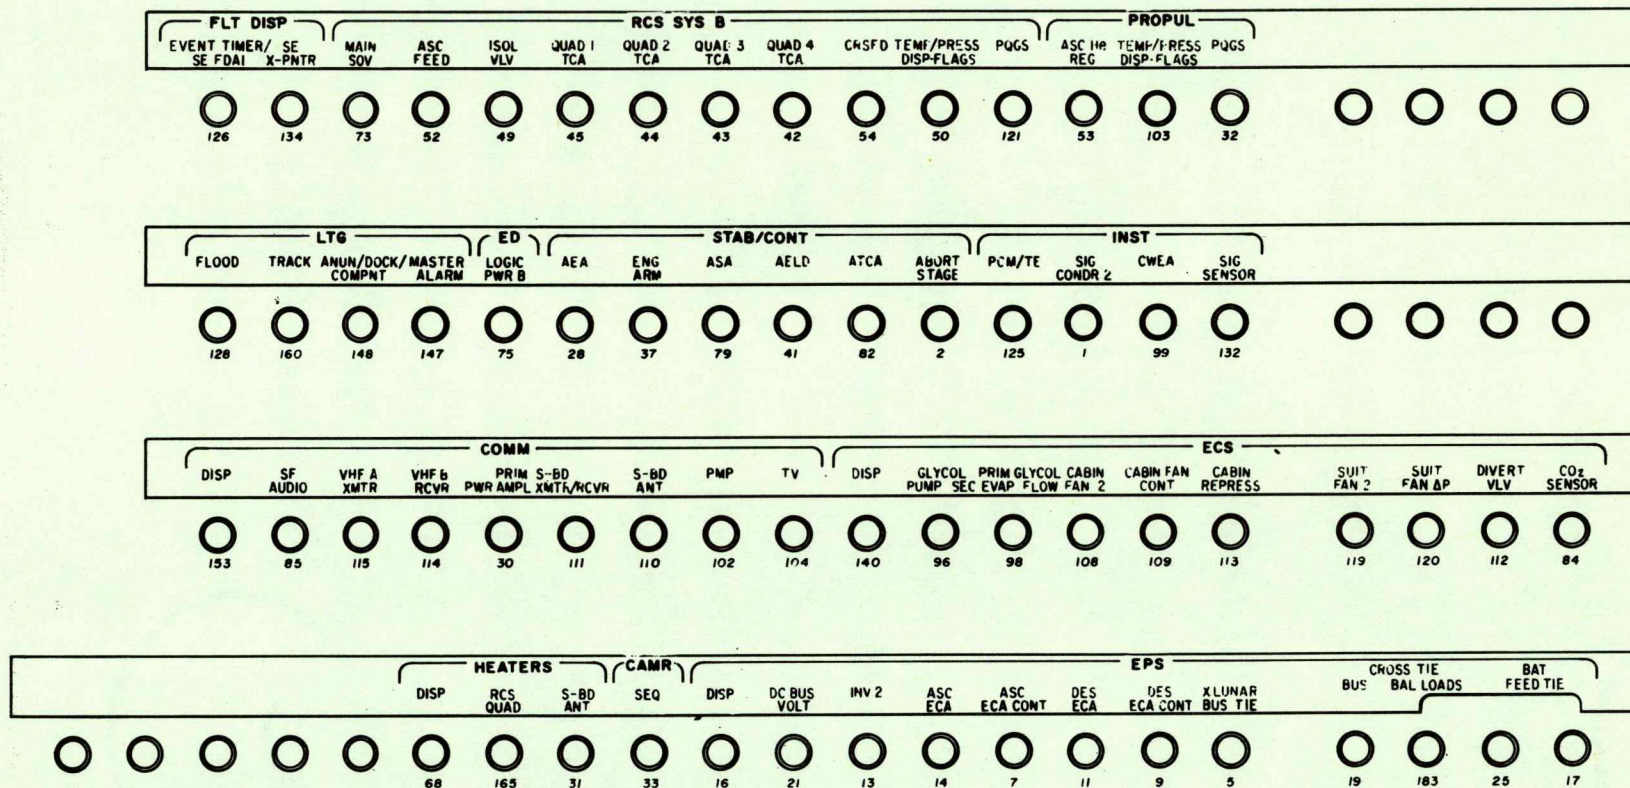 FLT DISP RCS SYS B PROPUL
EVENT TIMER/ SE MAIN ASC ISOL QUAD 1 QUAD 2 QUAD 3 QUAD 4 CRSFD TEMP/PRESS PQGS ASC He TEMP/PRESS PQGS
SE FDAI X-PNTR SOV FEED VLV TCA TCA TCA TCA DISP-FLAGS REG DISP-FLAGS
126 134 73 52 49 45 44 43 42 54 50 121 53 103 32
LTG ED STAB/CONT INST
FLOOD TRACK ANUN/DOCK/MASTER LOGIC AEA ENG ASA AELD ATCA ABORT PCM/TE SIG CWEA SIG
COMPNT ALARM PWR B ARM STAGE CONDR 2 SENSOR
128 160 148 147 75 28 37 79 41 82 2 125 1 99 132
COMM ECS
DISP SE VHF A VHF B PRIM S-BD S-BD PMP TV DISP GLYCOL PRIM GLYCOL CABIN CABIN FAN CABIN SUIT SUIT DIVERT CO2
AUDIO XMTR RCVR PWR AMPL XMTR/RCVR ANT PUMP SEC EVAP FLOW FAN 2 CONT REPRESS FAN 2 FAN ΔP VLV SENSOR
153 85 115 114 30 111 110 102 104 140 96 98 108 109 113 119 120 112 84
HEATERS CAMR EPS
CROSS TIE BAT
DISP RCS S-BD SEQ DISP DC BUS INV 2 ASC ASC DES DES XLUNAR BUS BAL LOADS FEED TIE
QUAD ANT VOLT ECA ECA CONT ECA ECA CONT BUS TIE
68 165 31 33 16 21 13 14 7 11 9 5 19 183 25 17